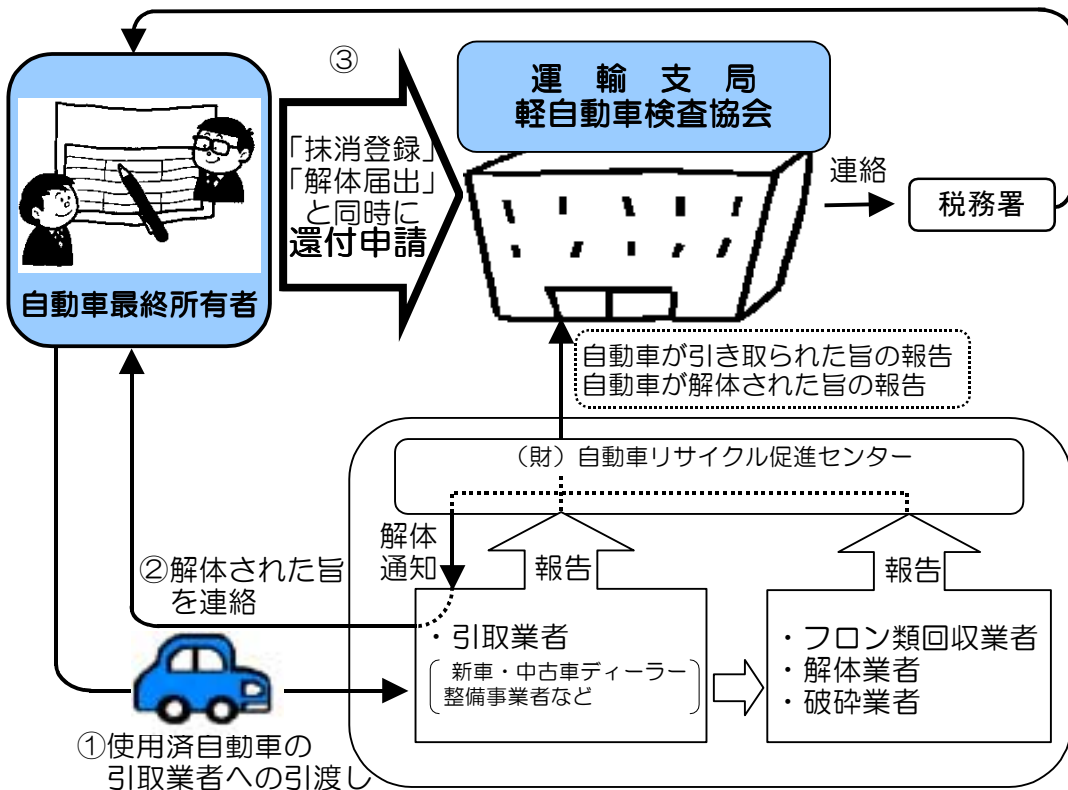 ③
運輸支局
軽自動車検査協会
「抹消登録」
「解体届出」
と同時に
還付申請
連絡
税務署
自動車最終所有者
自動車が引き取られた旨の報告
自動車が解体された旨の報告
（財）自動車リサイクル促進センター
解体
通知
報告
報告
②解体された旨
を連絡
・引取業者
新車・中古車ディーラー
整備事業者など
・フロン類回収業者
・解体業者
・破砕業者
①使用済自動車の
引取業者への引渡し